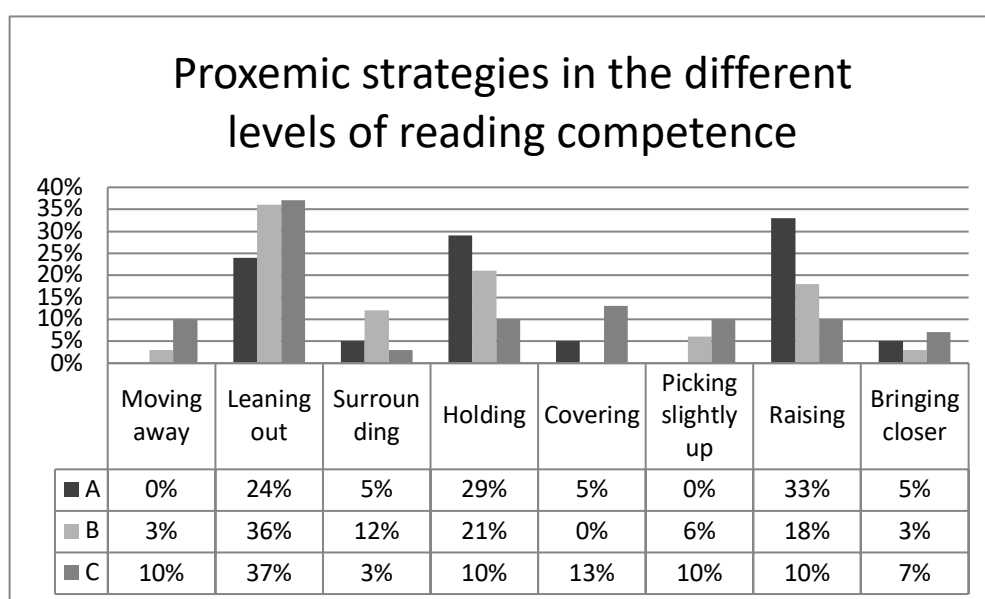 Proxemic strategies in the different
levels of reading competence
40%
35%
30%
25%
20%
15%
10%
5%
0%
Moving away Leaning out Surroun ding Holding Covering Picking slightly up Raising Bringing closer
A 0% 24% 5% 29% 5% 0% 33% 5%
B 3% 36% 12% 21% 0% 6% 18% 3%
C 10% 37% 3% 10% 13% 10% 10% 7%